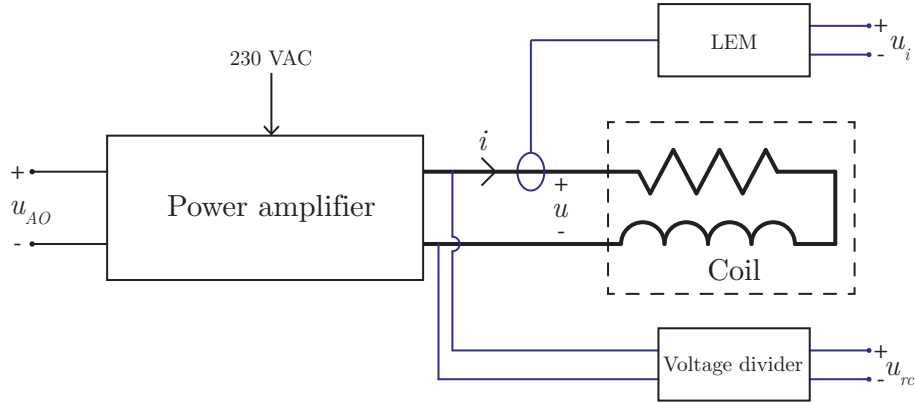 230 VAC
LEM
+
u_i
-
i
+
u_AO
-
Power amplifier
+
u
-
Coil
Voltage divider
+
u_rc
-